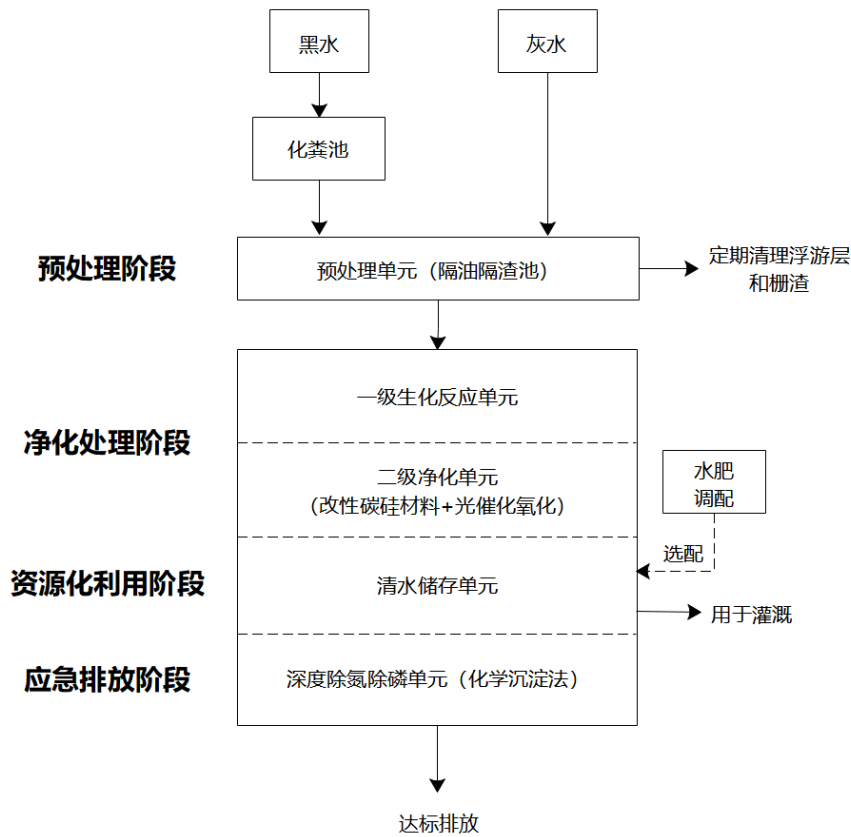 黑水
灰水
化粪池
预处理阶段
预处理单元（隔油隔渣池）
定期清理浮游层
和栅渣
一级生化反应单元
净化处理阶段
二级净化单元
（改性碳硅材料+光催化氧化）
水肥
调配
选配
资源化利用阶段
清水储存单元
用于灌溉
应急排放阶段
深度除氮除磷单元（化学沉淀法）
达标排放